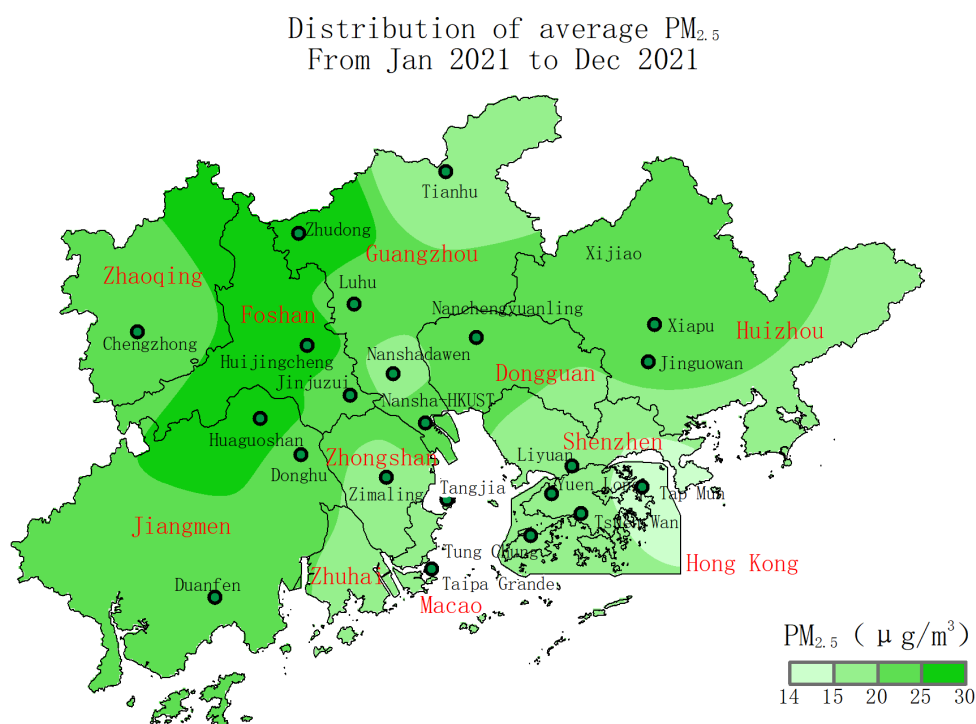 Distribution of average PM2.5
From Jan 2021 to Dec 2021
Tianhu
Zhudong
Guangzhou
Xijiao
Zhaoqing
Luhu
Nanchengyuanling
Foshan
Xiapu
Huizhou
Chengzhong
Huijingcheng
Nanshadawen
Jinguowan
Jinjuzui
Dongguan
Nansha-HKUST
Huaguoshan
Shenzhen
Donghu
Zhongshan
Liyuan
Zimaling
Tangjia
Yuen Long
Tap Mun
Jiangmen
Tsuen Wan
Tung Chung
Hong Kong
Zhuhai
Duanfen
Taipa Grande
Macao
PM2.5 (μg/m3)
14 15 20 25 30